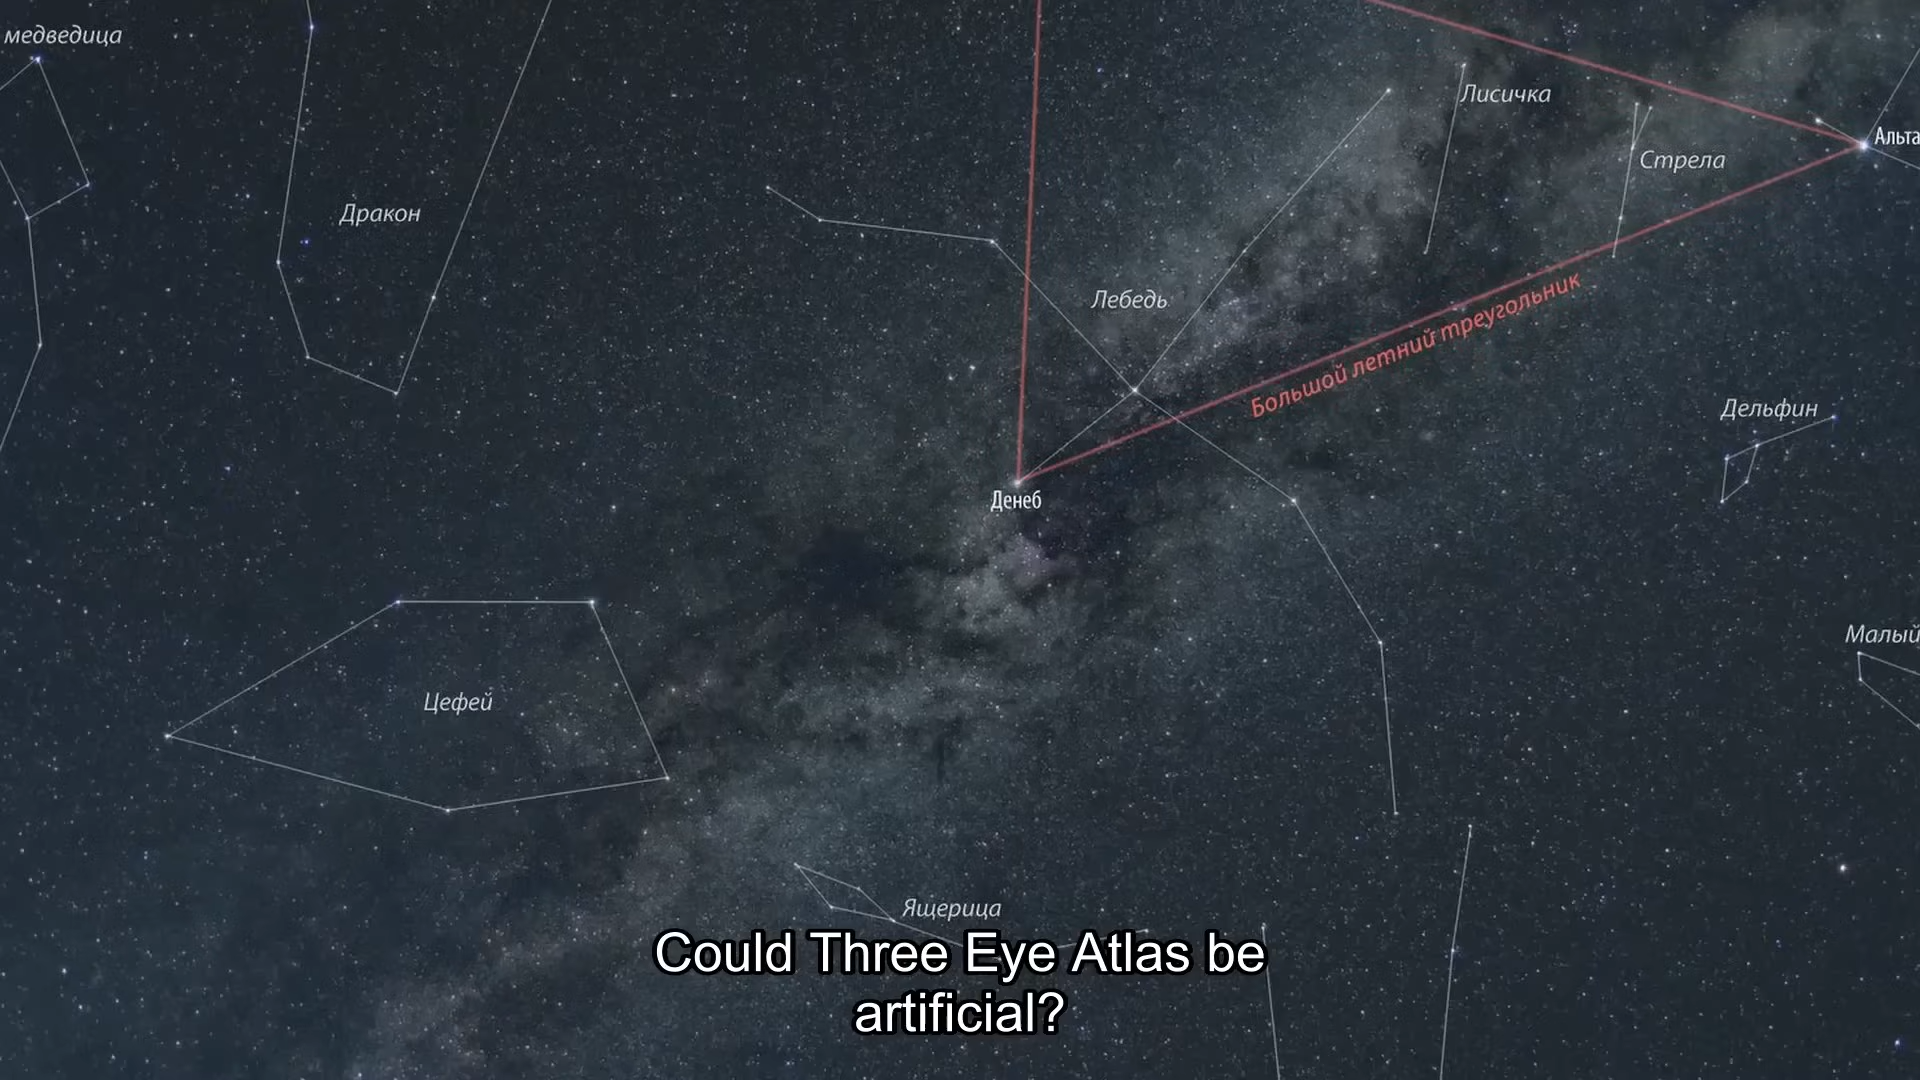 медведица
Лисичка
Альта
Стрела
Дракон
Лебедь
Большой летний треугольник
Дельфин
Денеб
Малый
Цефей
Ящерица
Could Three Eye Atlas be
artificial?